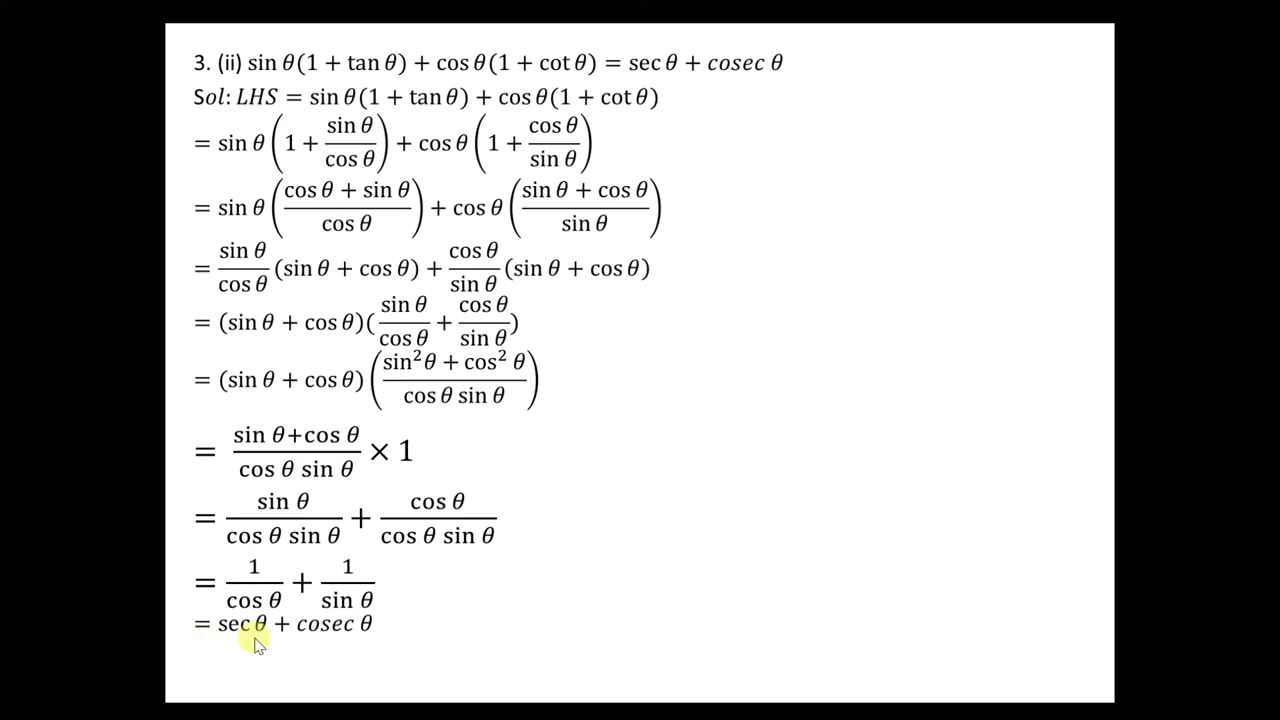 3. (ii) sin θ(1 + tan θ) + cos θ(1 + cot θ) = sec θ + cosec θ
Sol: LHS = sin θ(1 + tan θ) + cos θ(1 + cot θ)
= sin θ (1 + sin θ / cos θ) + cos θ (1 + cos θ / sin θ)
= sin θ ((cos θ + sin θ) / cos θ) + cos θ ((sin θ + cos θ) / sin θ)
= sin θ / cos θ (sin θ + cos θ) + cos θ / sin θ (sin θ + cos θ)
= (sin θ + cos θ)(sin θ / cos θ + cos θ / sin θ)
= (sin θ + cos θ) ((sin² θ + cos² θ) / (cos θ sin θ))
= (sin θ+cos θ) / (cos θ sin θ) × 1
= sin θ / (cos θ sin θ) + cos θ / (cos θ sin θ)
= 1 / cos θ + 1 / sin θ
= sec θ + cosec θ